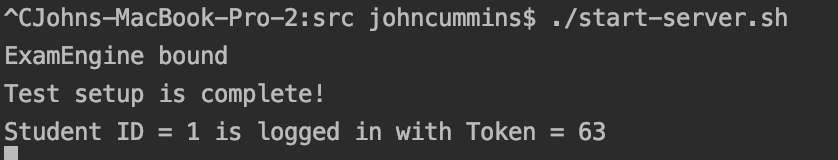 ^CJohns-MacBook-Pro-2:src johncummins$ ./start-server.sh
ExamEngine bound
Test setup is complete!
Student ID = 1 is logged in with Token = 63